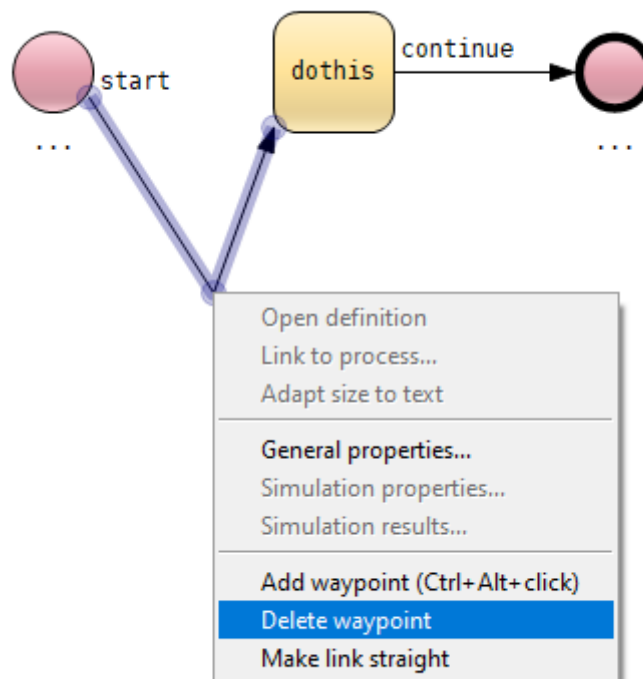 dothis
continue
start
...
...
Open definition
Link to process...
Adapt size to text
General properties...
Simulation properties...
Simulation results...
Add waypoint (Ctrl+Alt+click)
Delete waypoint
Make link straight